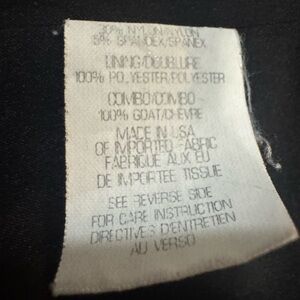 30% NYLON/NYLON
5% SPANDEX/SPANEX
LINING/DOUBLURE
100% POLYESTER/POLYESTER
COMBO/COMBO
100% GOAT/CHEVRE
MADE IN USA
OF IMPORTED FABRIC
FABRIQUE AUX EU
DE IMPORTEE TISSUE
SEE REVERSE SIDE
FOR CARE INSTRUCTION
DIRECTIVES D'ENTRETIEN
AU VERSO